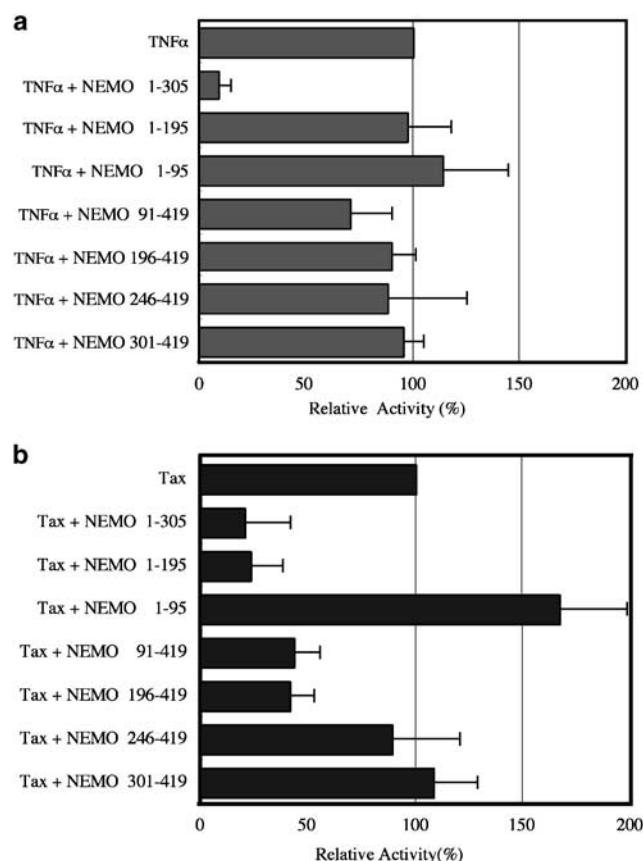 a
TNFα
TNFα + NEMO 1-305
TNFα + NEMO 1-195
TNFα + NEMO 1-95
TNFα + NEMO 91-419
TNFα + NEMO 196-419
TNFα + NEMO 246-419
TNFα + NEMO 301-419
0 50 100 150 200
Relative Activity (%)
b
Tax
Tax + NEMO 1-305
Tax + NEMO 1-195
Tax + NEMO 1-95
Tax + NEMO 91-419
Tax + NEMO 196-419
Tax + NEMO 246-419
Tax + NEMO 301-419
0 50 100 150 200
Relative Activity(%)